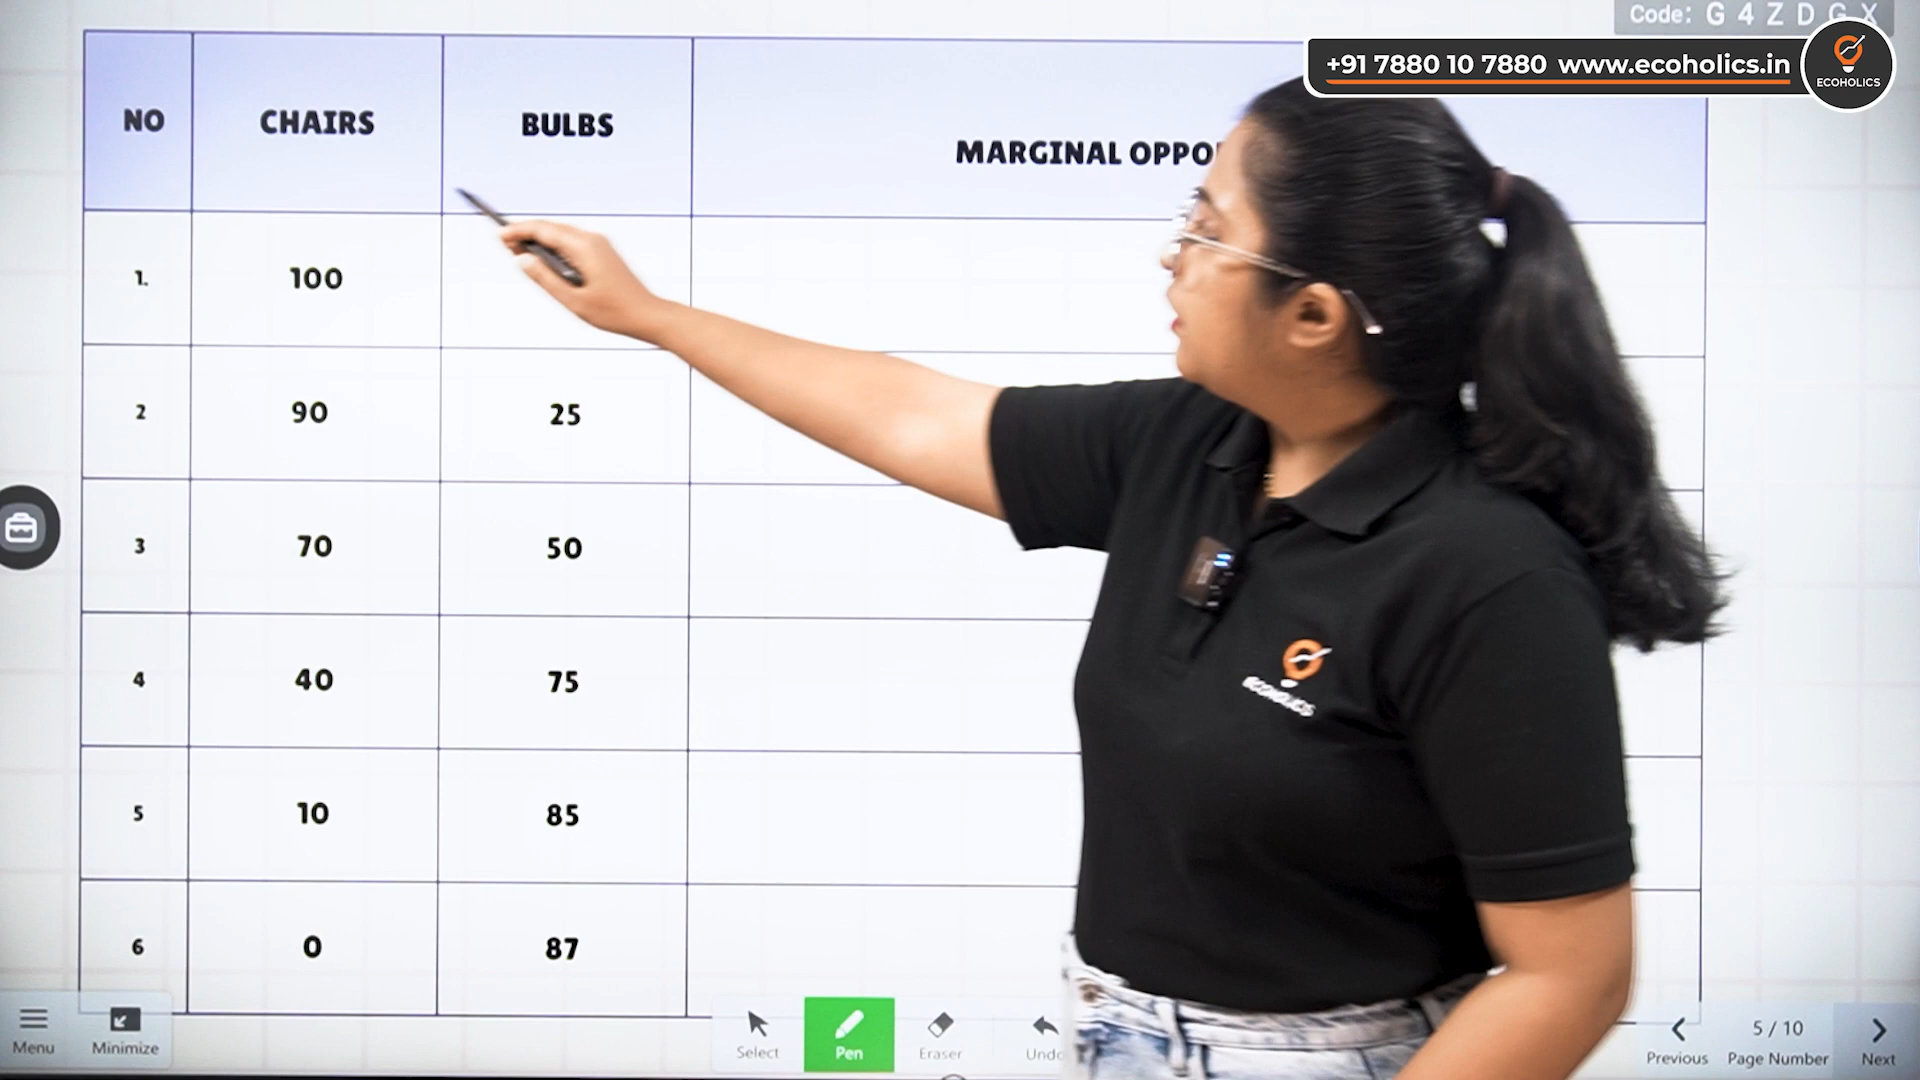 Code: G 4 Z D G X
+91 7880 10 7880 www.ecoholics.in
ECOHOLICS
NO CHAIRS BULBS MARGINAL OPPO
1. 100
2 90 25
3 70 50
4 40 75
5 10 85
6 0 87
ECOHOLICS
Menu Minimize Select Pen Eraser Undo Previous 5 / 10 Page Number Next